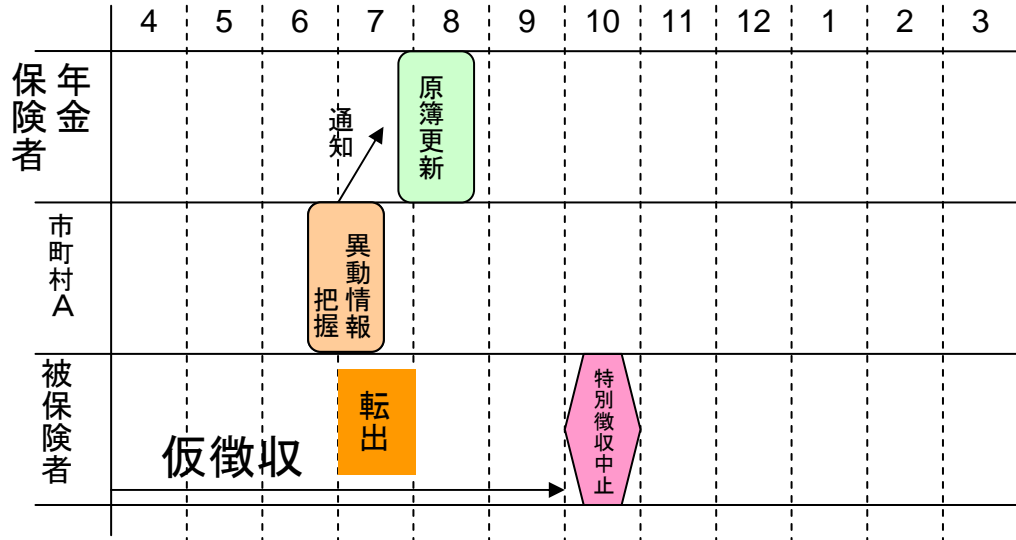 4 5 6 7 8 9 10 11 12 1 2 3
年金
保険者
通知
原簿更新
市町村A
異動情報
把握
被保険者
仮徴収
転出
特別徴収中止